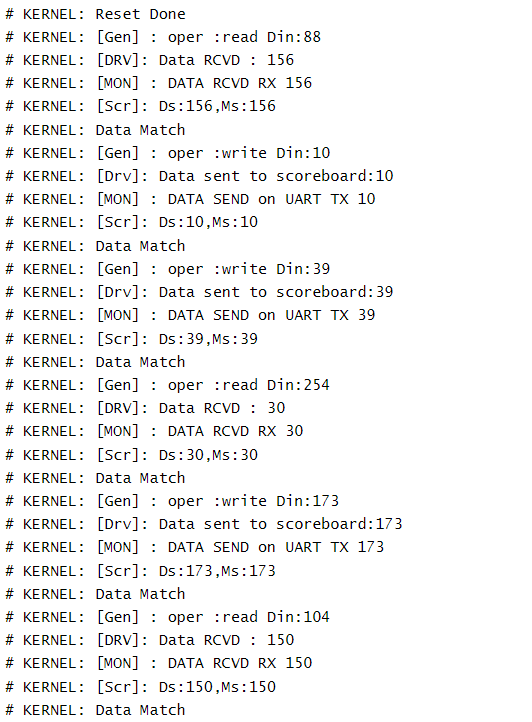 # KERNEL: Reset Done
# KERNEL: [Gen] : oper :read Din:88
# KERNEL: [DRV]: Data RCVD : 156
# KERNEL: [MON] : DATA RCVD RX 156
# KERNEL: [Scr]: Ds:156,Ms:156
# KERNEL: Data Match
# KERNEL: [Gen] : oper :write Din:10
# KERNEL: [Drv]: Data sent to scoreboard:10
# KERNEL: [MON] : DATA SEND on UART TX 10
# KERNEL: [Scr]: Ds:10,Ms:10
# KERNEL: Data Match
# KERNEL: [Gen] : oper :write Din:39
# KERNEL: [Drv]: Data sent to scoreboard:39
# KERNEL: [MON] : DATA SEND on UART TX 39
# KERNEL: [Scr]: Ds:39,Ms:39
# KERNEL: Data Match
# KERNEL: [Gen] : oper :read Din:254
# KERNEL: [DRV]: Data RCVD : 30
# KERNEL: [MON] : DATA RCVD RX 30
# KERNEL: [Scr]: Ds:30,Ms:30
# KERNEL: Data Match
# KERNEL: [Gen] : oper :write Din:173
# KERNEL: [Drv]: Data sent to scoreboard:173
# KERNEL: [MON] : DATA SEND on UART TX 173
# KERNEL: [Scr]: Ds:173,Ms:173
# KERNEL: Data Match
# KERNEL: [Gen] : oper :read Din:104
# KERNEL: [DRV]: Data RCVD : 150
# KERNEL: [MON] : DATA RCVD RX 150
# KERNEL: [Scr]: Ds:150,Ms:150
# KERNEL: Data Match